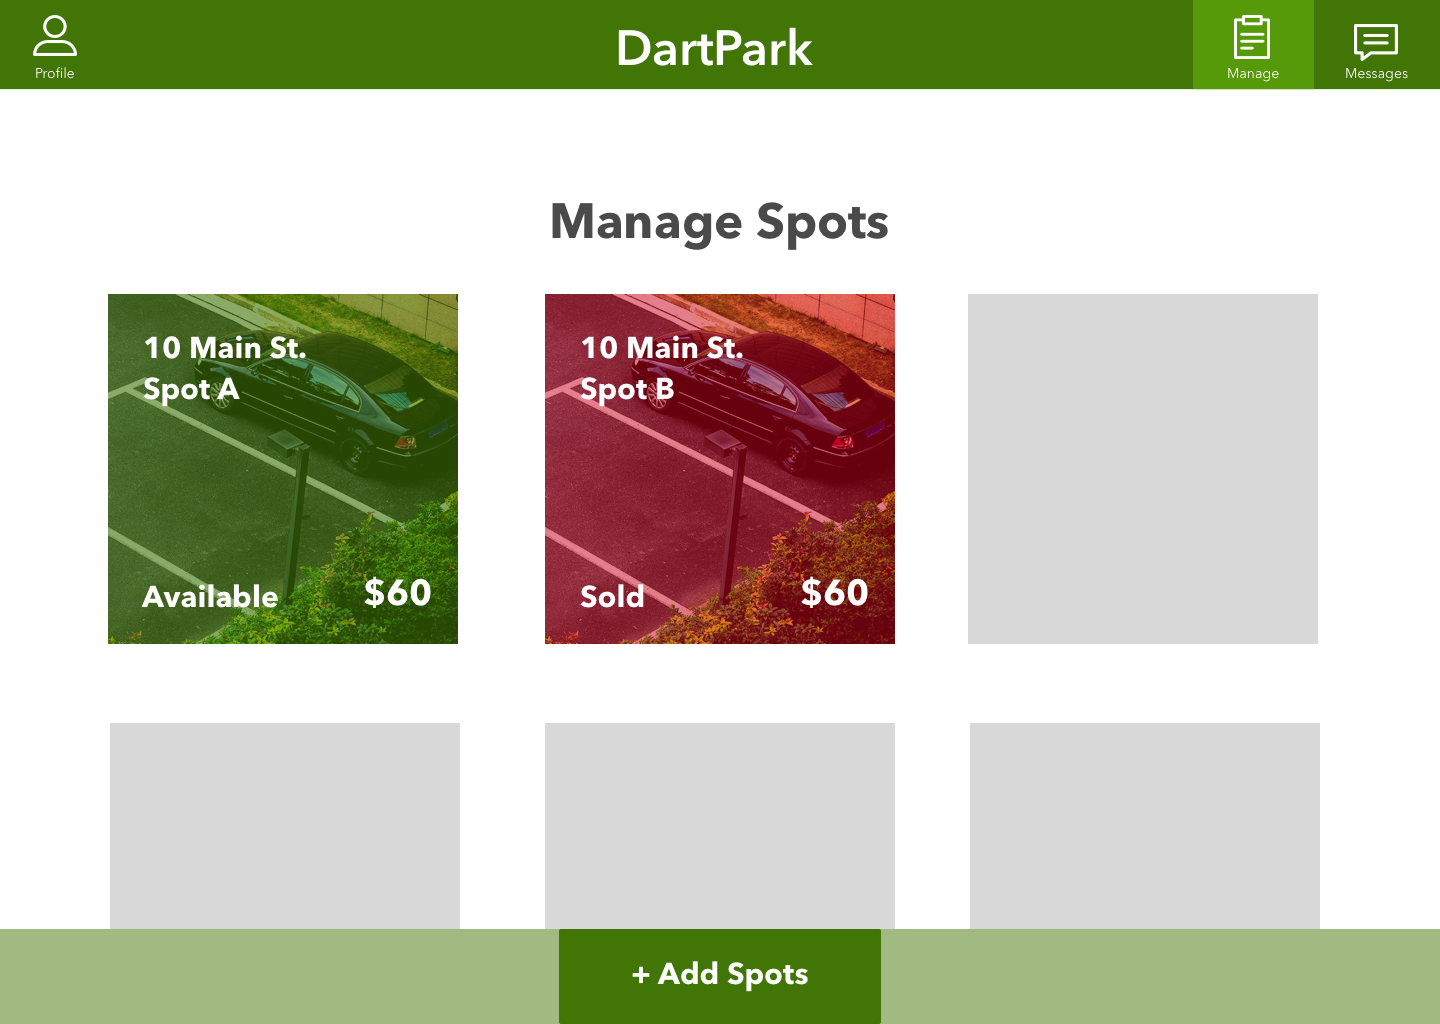 Profile
DartPark
Manage
Messages
Manage Spots
10 Main St.
Spot A
Available
$60
10 Main St.
Spot B
Sold
$60
+ Add Spots